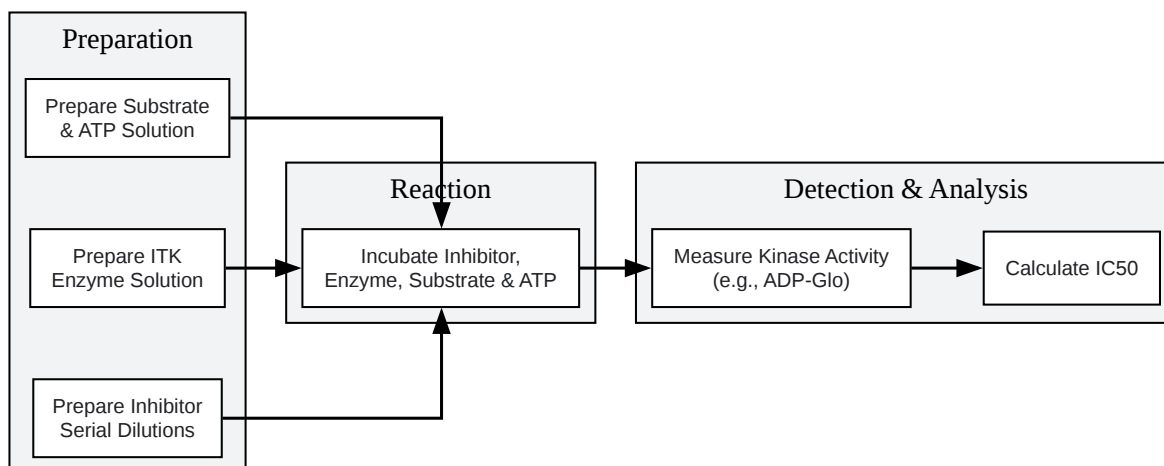 Preparation
Prepare Substrate
& ATP Solution
Prepare ITK
Enzyme Solution
Prepare Inhibitor
Serial Dilutions
Reaction
Incubate Inhibitor,
Enzyme, Substrate & ATP
Detection & Analysis
Measure Kinase Activity
(e.g., ADP-Glo)
Calculate IC50